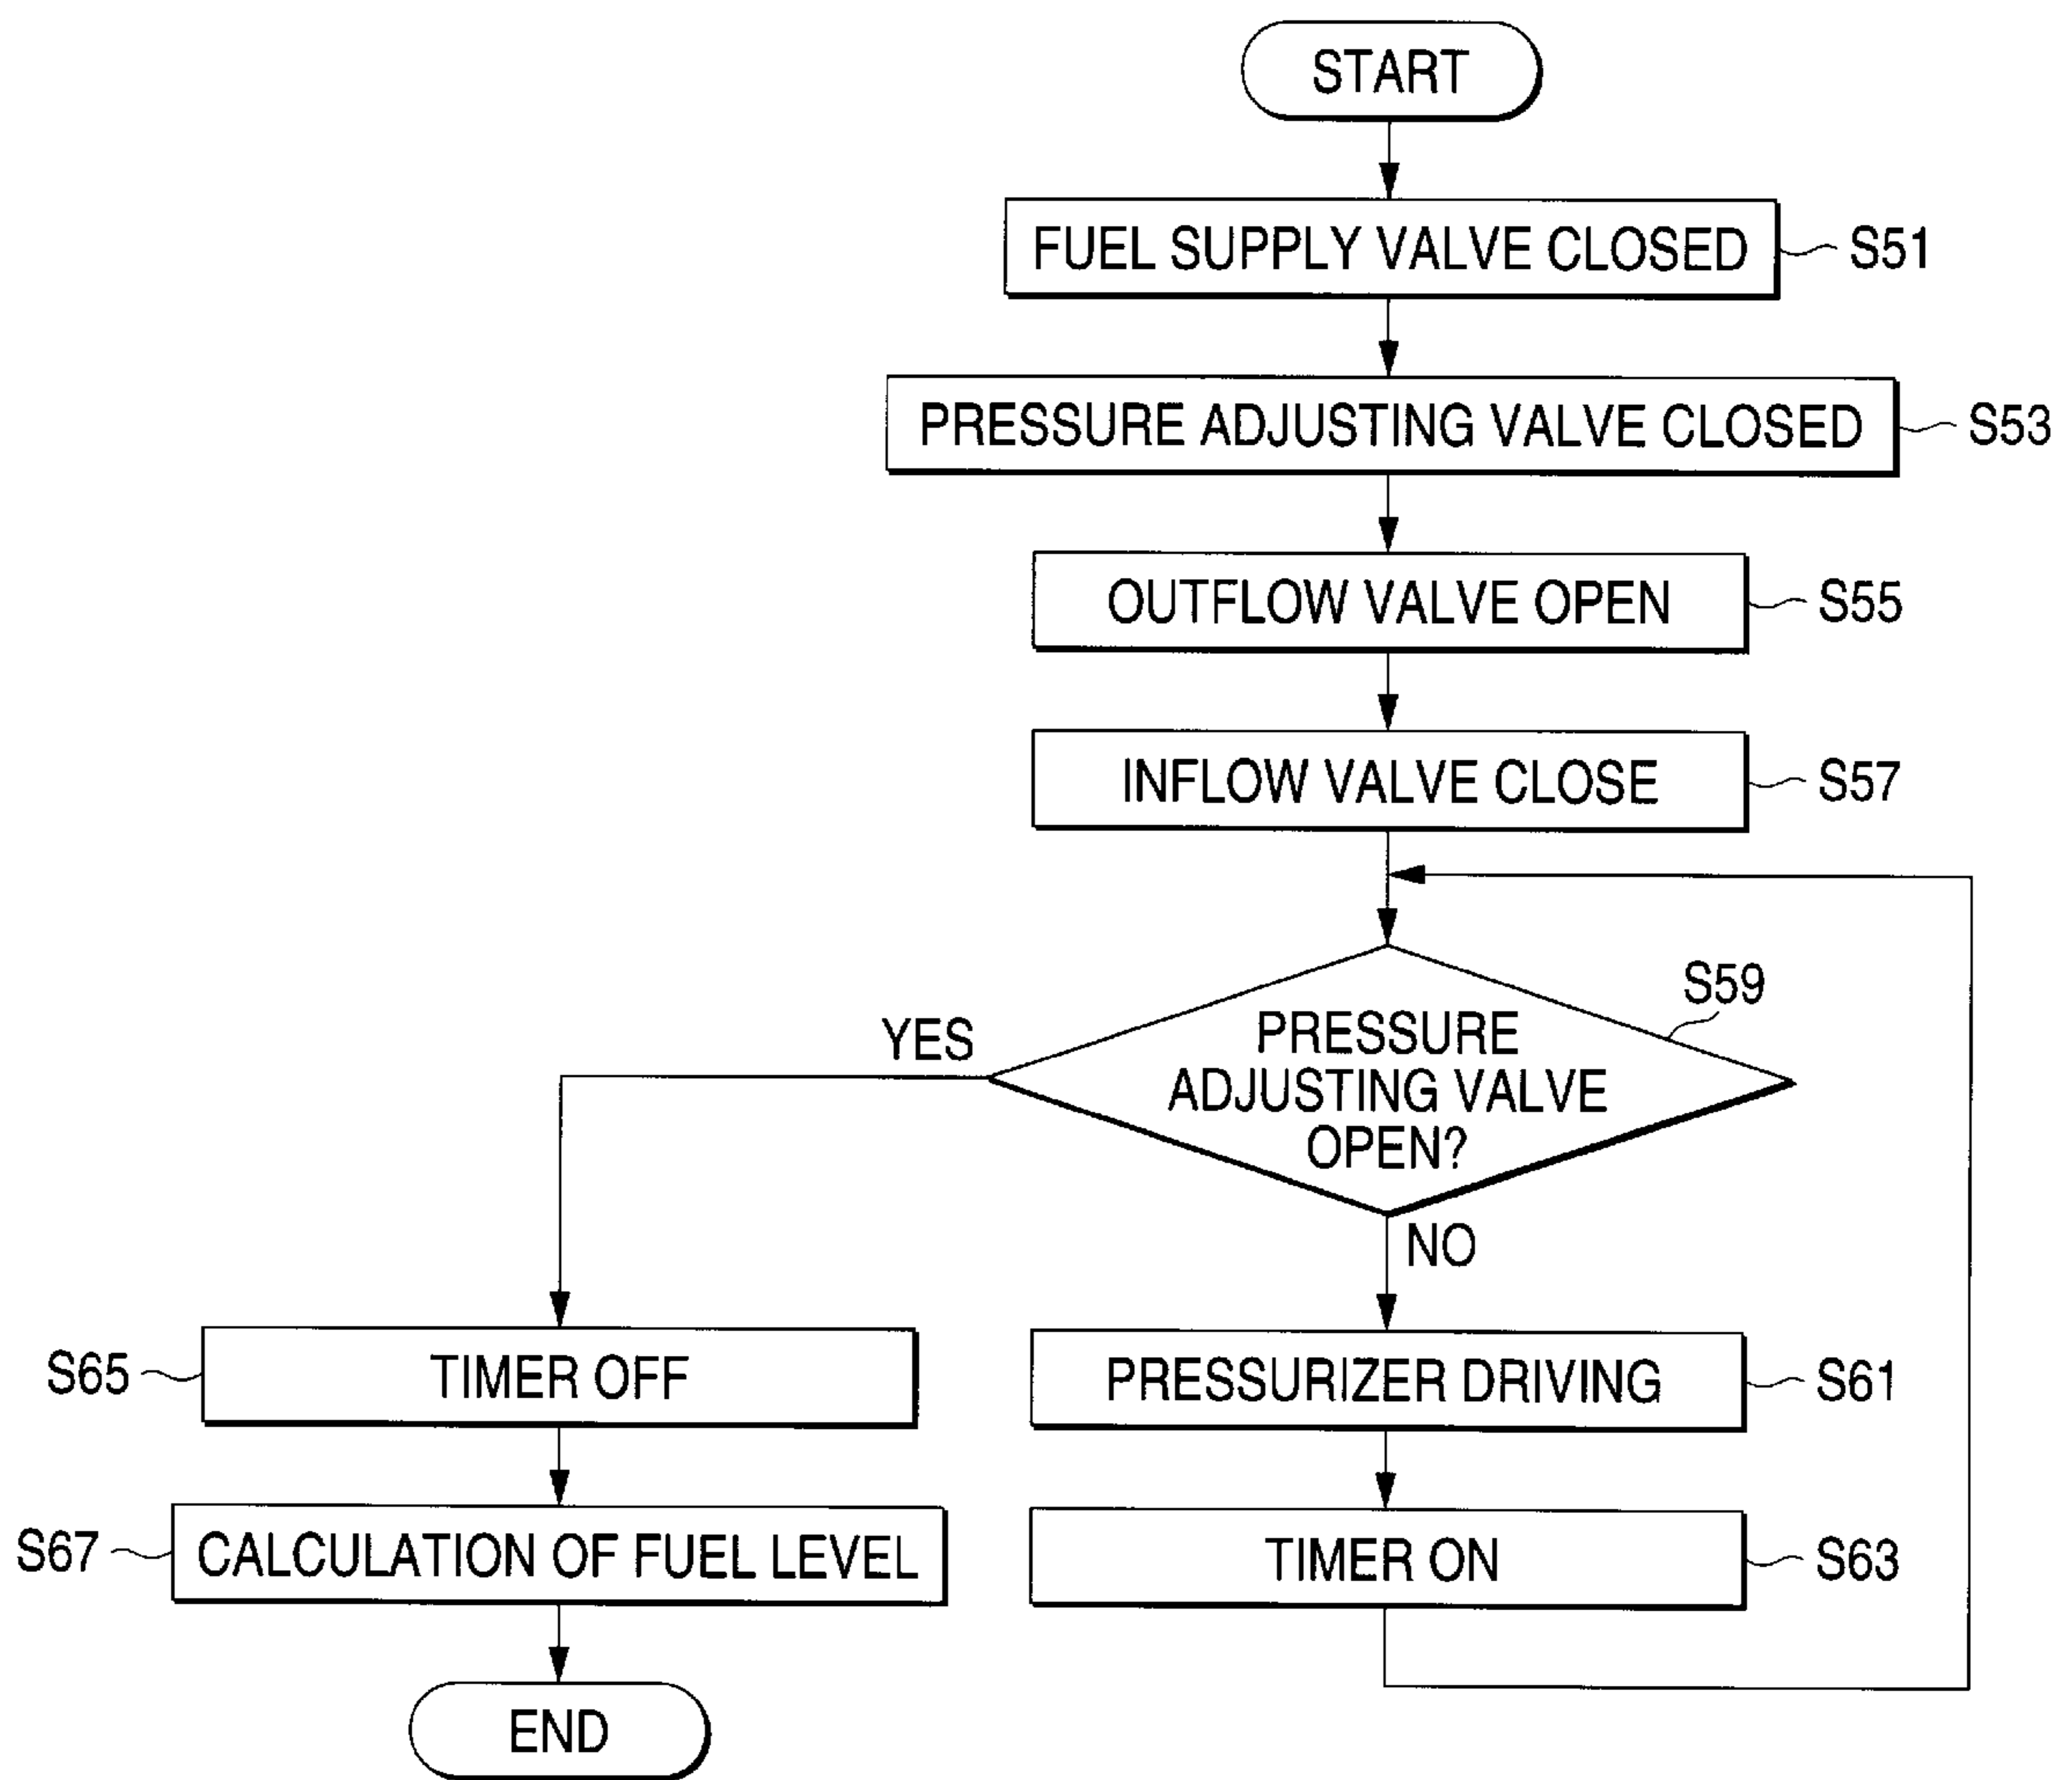 START
FUEL SUPPLY VALVE CLOSED
S51
PRESSURE ADJUSTING VALVE CLOSED
S53
OUTFLOW VALVE OPEN
S55
INFLOW VALVE CLOSE
S57
S59
PRESSURE
ADJUSTING VALVE
OPEN?
YES
NO
S65
TIMER OFF
PRESSURIZER DRIVING
S61
S67
CALCULATION OF FUEL LEVEL
TIMER ON
S63
END